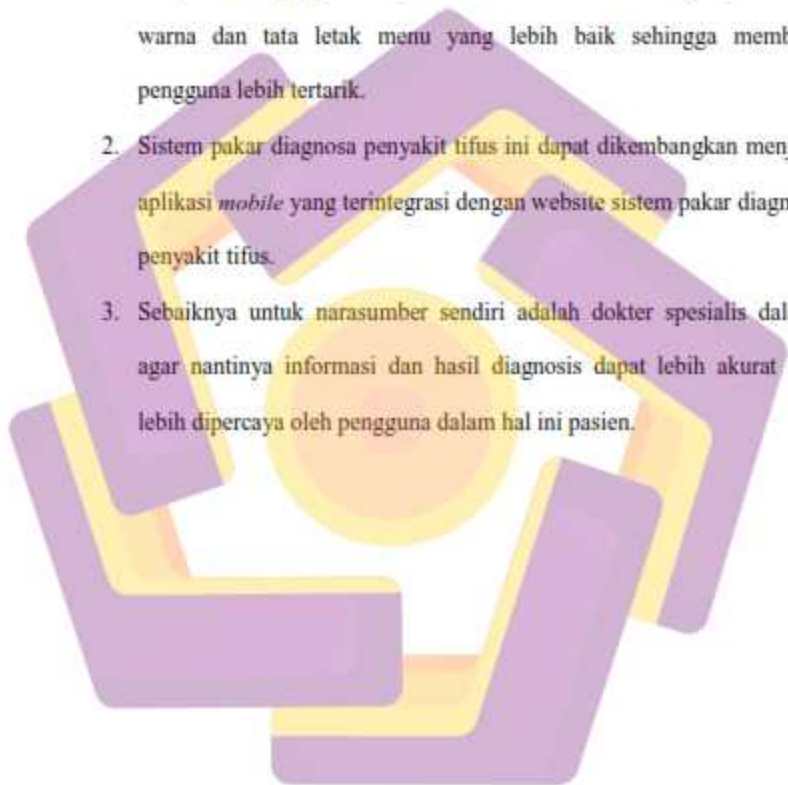 warna dan tata letak menu yang lebih baik sehingga memb
pengguna lebih tertarik.
2. Sistem pakar diagnosa penyakit tifus ini dapat dikembangkan menj
aplikasi mobile yang terintegrasi dengan website sistem pakar diagn
penyakit tifus.
3. Sebaiknya untuk narasumber sendiri adalah dokter spesialis dal
agar nantinya informasi dan hasil diagnosis dapat lebih akurat
lebih dipercaya oleh pengguna dalam hal ini pasien.